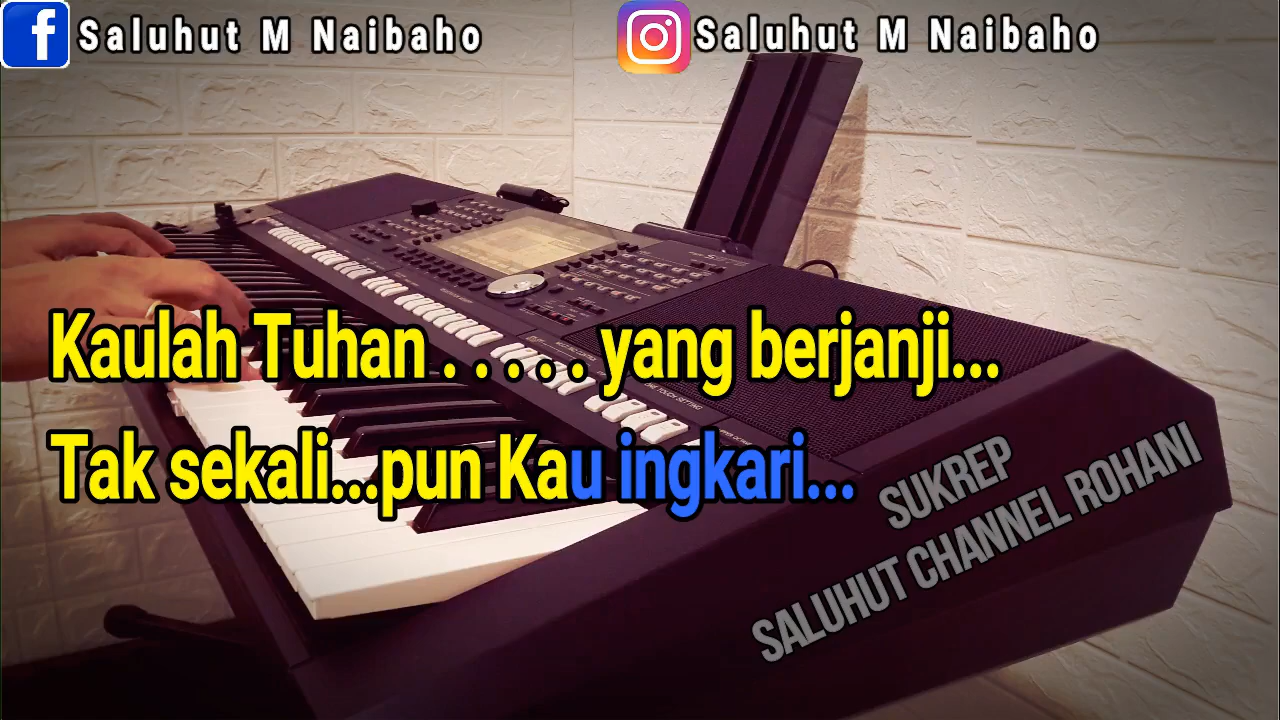 Saluhut M Naibaho
Saluhut M Naibaho
Kaulah Tuhan . . . . . yang berjanji...
Tak sekali...pun Kau ingkari...
SUKREP
SALUHUT CHANNEL ROHANI